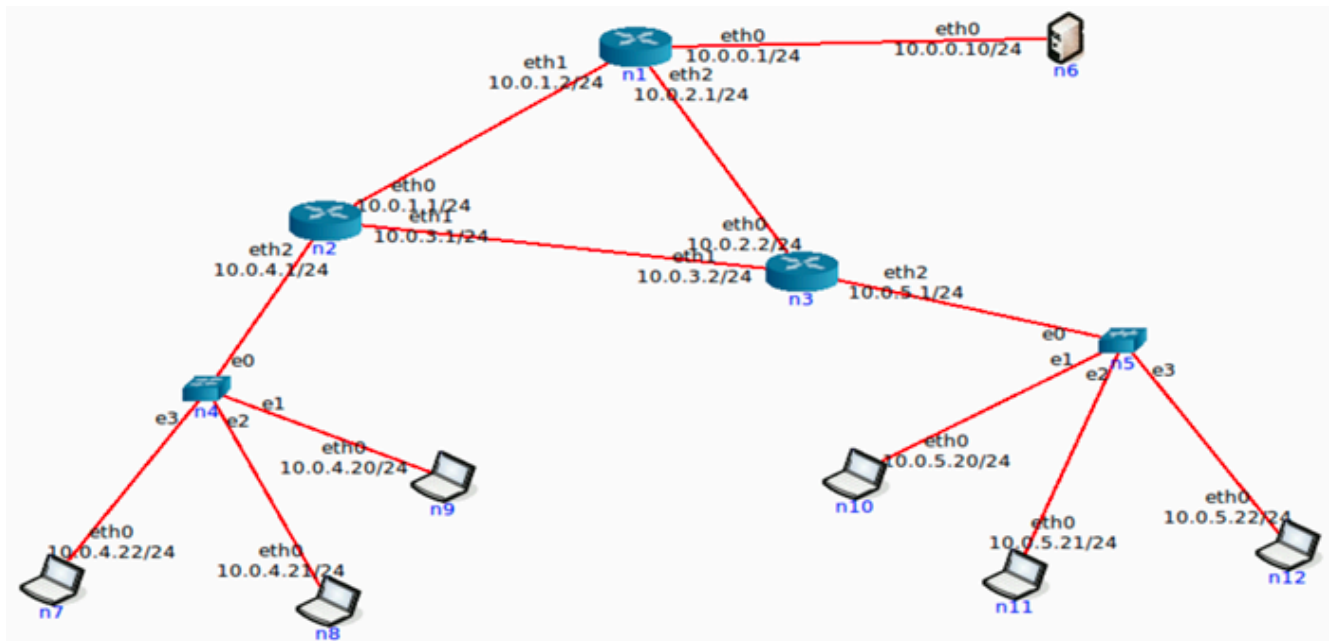 eth0
10.0.0.1/24
eth0
10.0.0.10/24
n6
n1
eth1
10.0.1.2/24
eth2
10.0.2.1/24
eth0
10.0.1.1/24
eth1
10.0.3.1/24
n2
eth2
10.0.4.1/24
eth0
10.0.2.2/24
eth1
10.0.3.2/24
n3
eth2
10.0.5.1/24
e0
n4
e3
e2
e1
e0
n5
e1
e2
e3
eth0
10.0.4.20/24
n9
eth0
10.0.4.22/24
n7
eth0
10.0.4.21/24
n8
eth0
10.0.5.20/24
n10
eth0
10.0.5.21/24
n11
eth0
10.0.5.22/24
n12